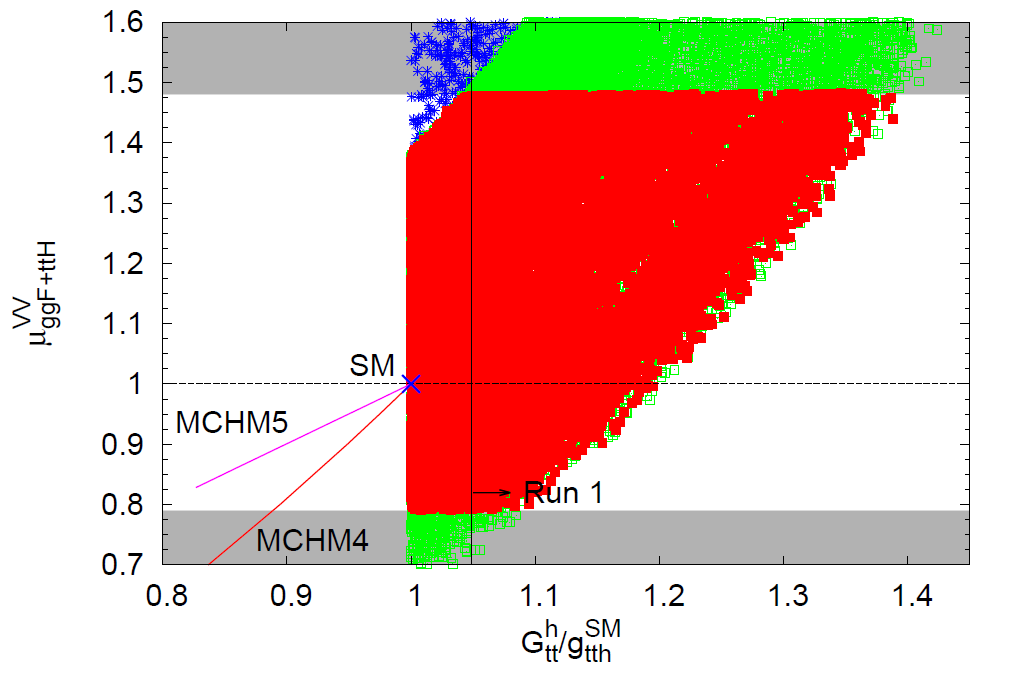 1.6
1.5
1.4
1.3
1.2
1.1
1
0.9
0.8
0.7
μ^VV_ggF+ttH
SM
MCHM5
MCHM4
Run 1
0.8 0.9 1 1.1 1.2 1.3 1.4
G^h_tt/g^SM_tth